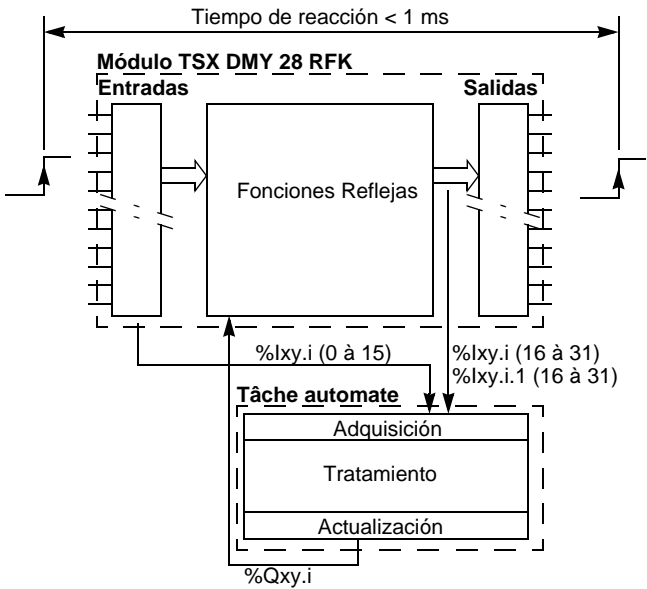 Tiempo de reacción < 1 ms
Módulo TSX DMY 28 RFK
Entradas
Salidas
Fonciones Reflejas
%Ixy.i (0 à 15)
%Ixy.i (16 à 31)
%Ixy.i.1 (16 à 31)
Tâche automate
Adquisición
Tratamiento
Actualización
%Qxy.i